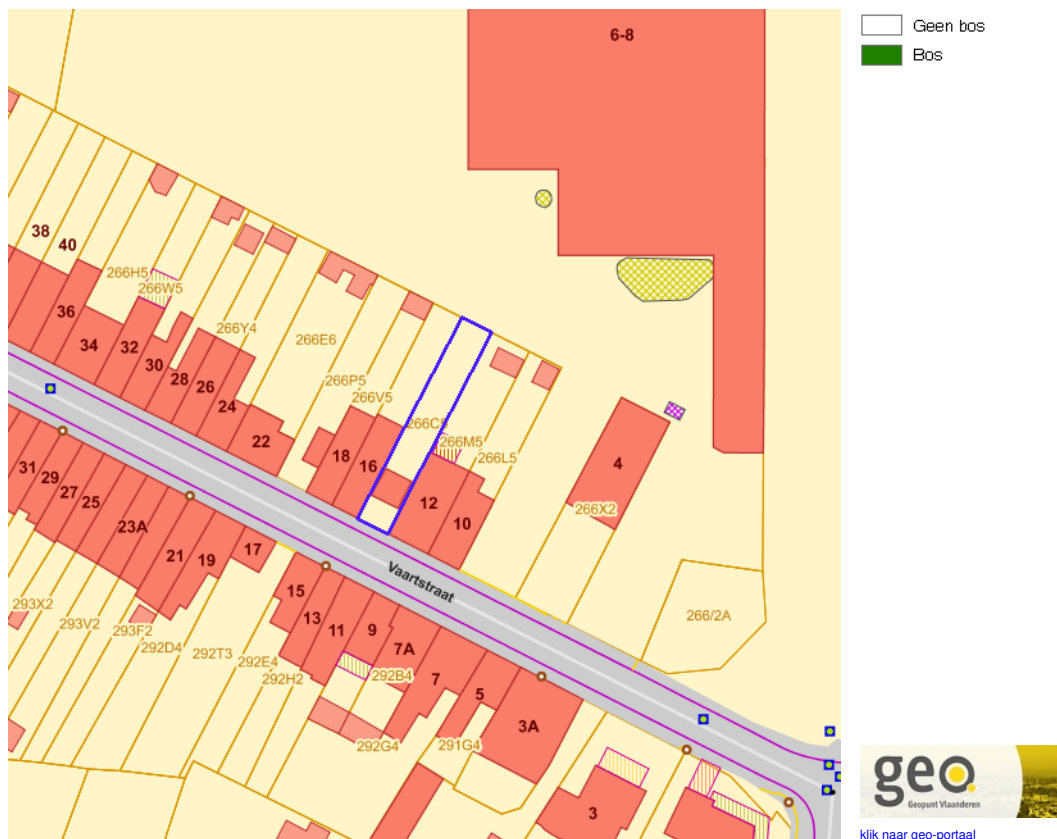 6-8
Geen bos
Bos
38
40
266H5
266W5
36
34
32
30
28
266Y4
26
24
22
266E6
266P5
266V5
18
16
266C5
266M5
266L5
12
10
4
266X2
266/2A
Vaartstraat
31
29
27
25
23A
21
19
17
15
13
11
9
7A
7
5
3A
3
293X2
293V2
293F2
292D4
292T3
292E4
292H2
292B4
292G4
291G4
geo
Geopunt Vlaanderen
klik naar geo-portaal